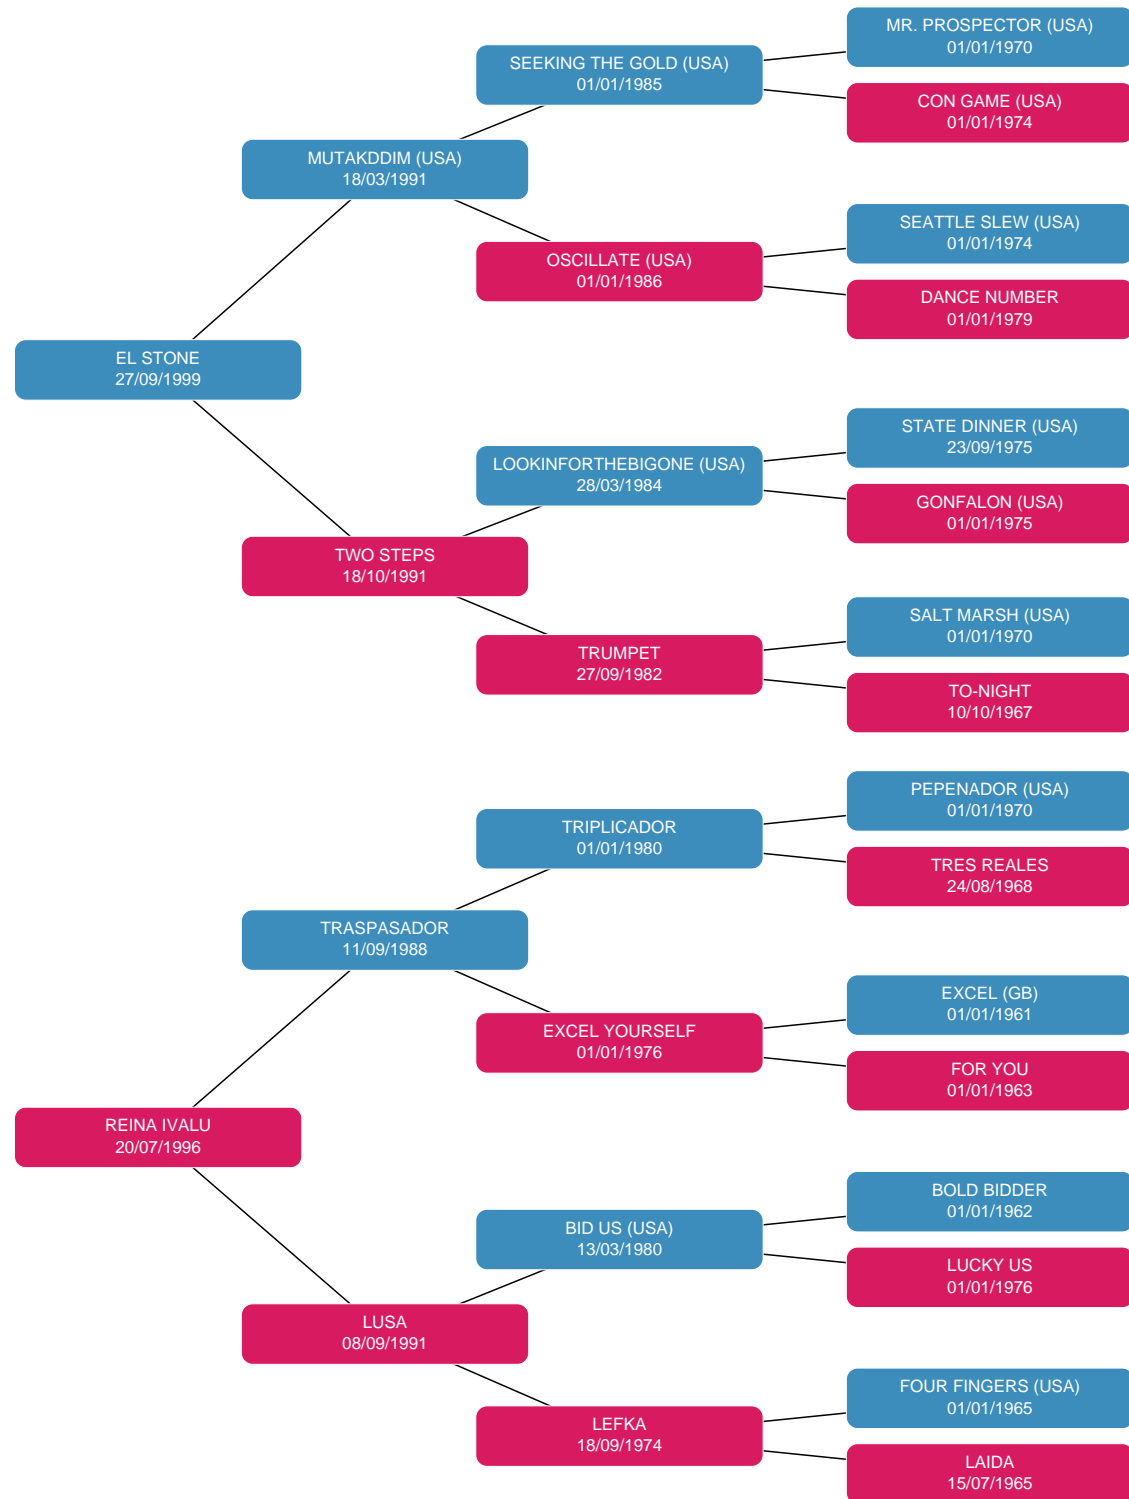 MR. PROSPECTOR (USA)
01/01/1970
SEEKING THE GOLD (USA)
01/01/1985
CON GAME (USA)
01/01/1974
MUTAKDDIM (USA)
18/03/1991
SEATTLE SLEW (USA)
01/01/1974
OSCILLATE (USA)
01/01/1986
DANCE NUMBER
01/01/1979
EL STONE
27/09/1999
STATE DINNER (USA)
23/09/1975
LOOKINFORTHEBIGONE (USA)
28/03/1984
GONFALON (USA)
01/01/1975
TWO STEPS
18/10/1991
SALT MARSH (USA)
01/01/1970
TRUMPET
27/09/1982
TO-NIGHT
10/10/1967
PEPENADOR (USA)
01/01/1970
TRIPLICADOR
01/01/1980
TRES REALES
24/08/1968
TRASPASADOR
11/09/1988
EXCEL (GB)
01/01/1961
EXCEL YOURSELF
01/01/1976
FOR YOU
01/01/1963
REINA IVALU
20/07/1996
BOLD BIDDER
01/01/1962
BID US (USA)
13/03/1980
LUCKY US
01/01/1976
LUSA
08/09/1991
FOUR FINGERS (USA)
01/01/1965
LEFKA
18/09/1974
LAIDA
15/07/1965